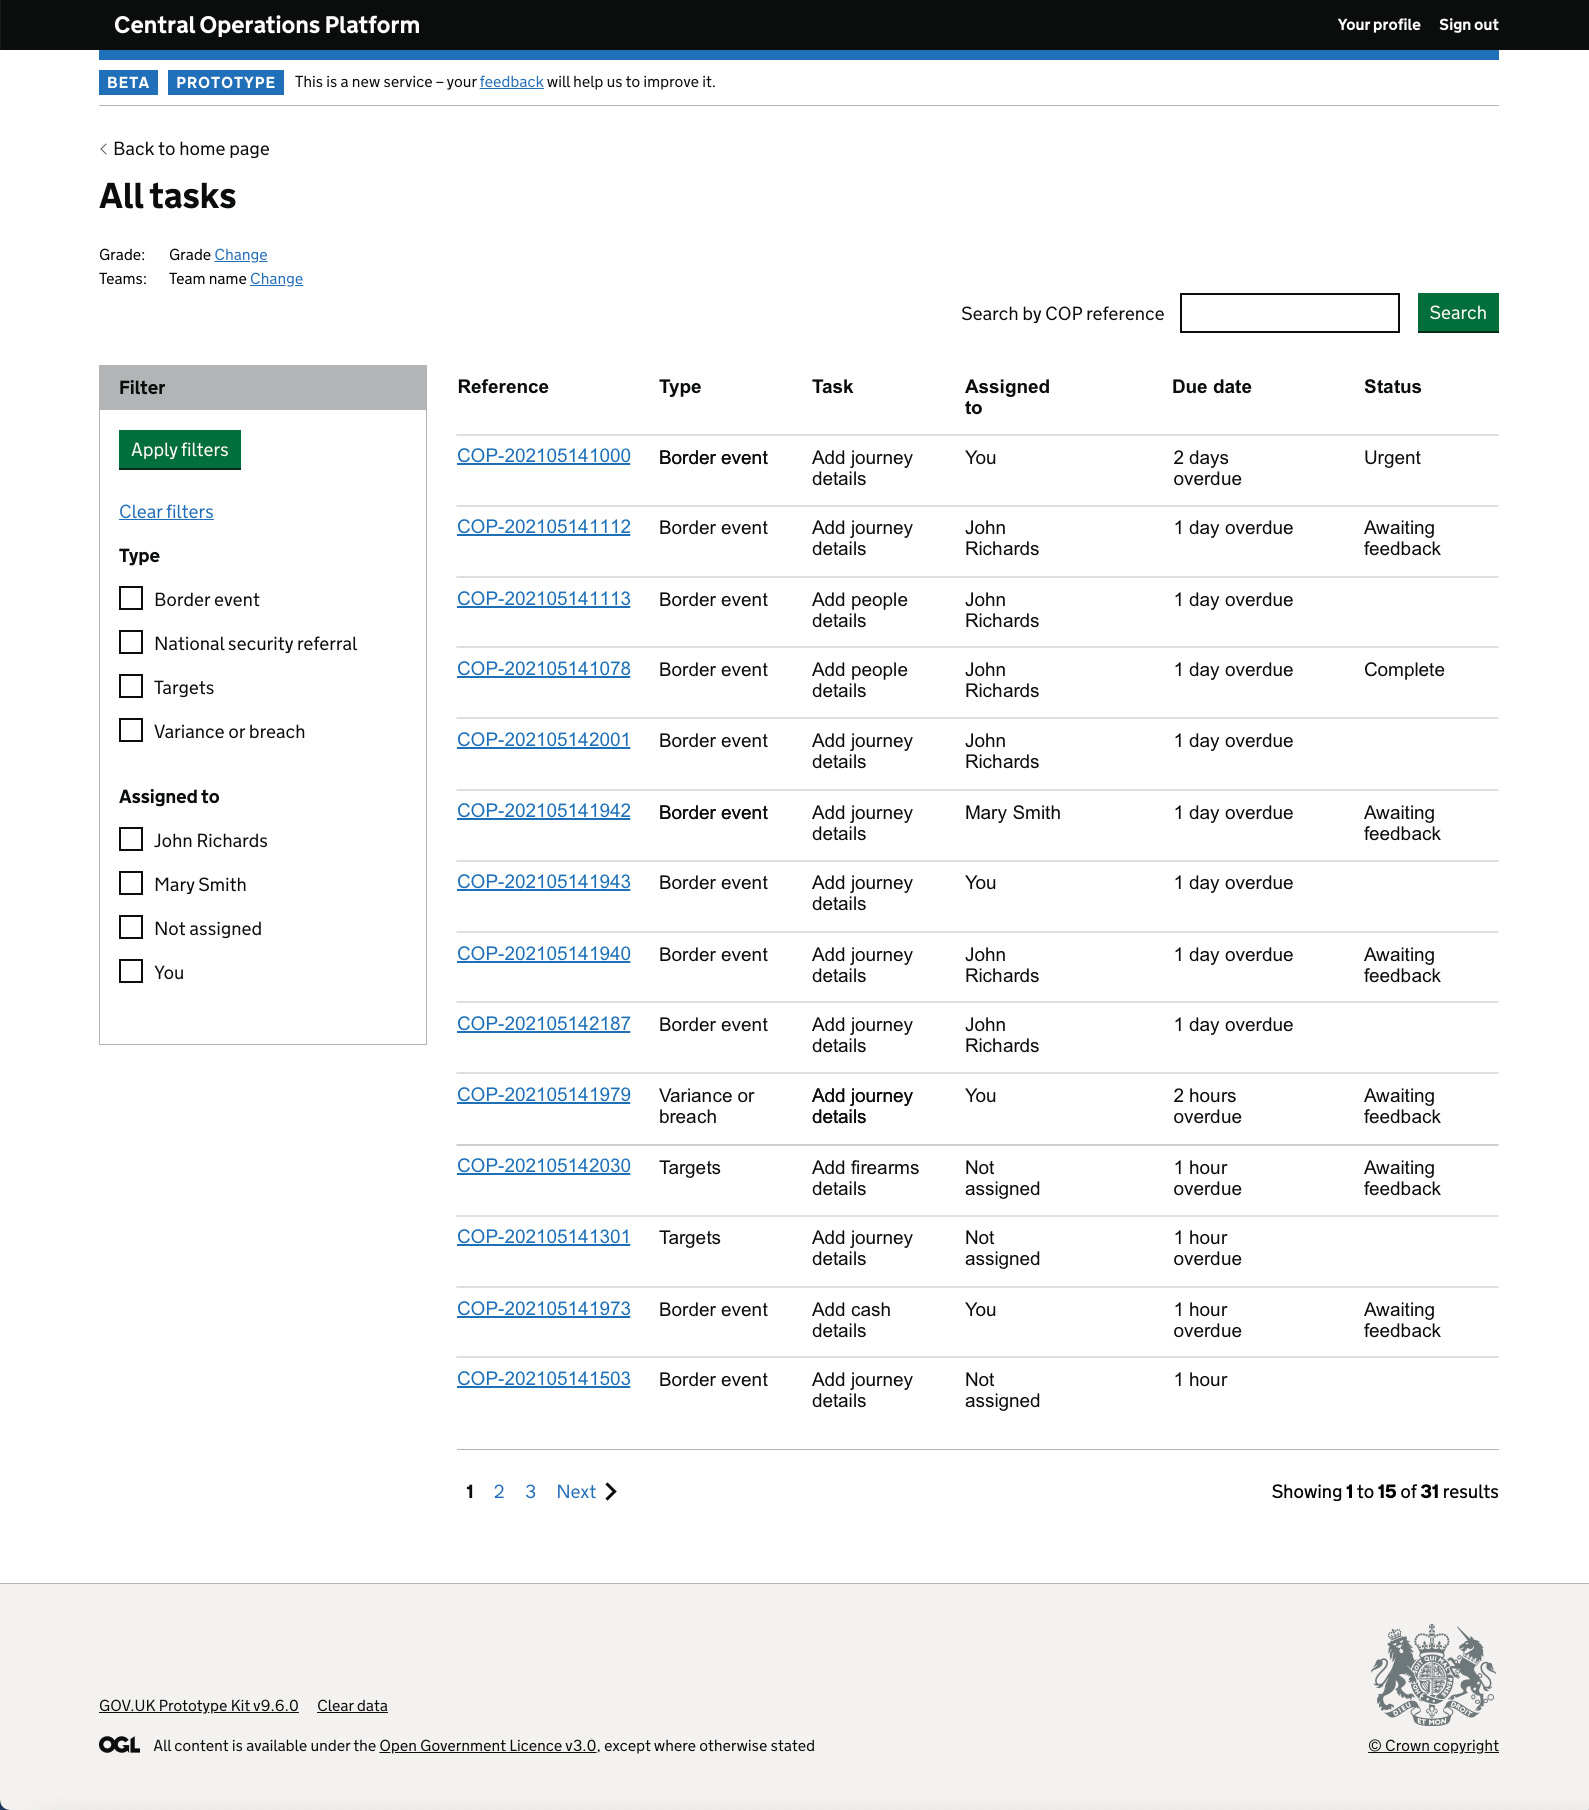 Central Operations Platform
Your profile Sign out
BETA PROTOTYPE This is a new service – your feedback will help us to improve it.
Back to home page
All tasks
Grade: Grade Change
Teams: Team name Change
Search by COP reference Search
Filter
Apply filters
Clear filters
Type
Border event
National security referral
Targets
Variance or breach
Assigned to
John Richards
Mary Smith
Not assigned
You
Reference Type Task Assigned to Due date Status
COP-202105141000 Border event Add journey details You 2 days overdue Urgent
COP-202105141112 Border event Add journey details John Richards 1 day overdue Awaiting feedback
COP-202105141113 Border event Add people details John Richards 1 day overdue
COP-202105141078 Border event Add people details John Richards 1 day overdue Complete
COP-202105142001 Border event Add journey details John Richards 1 day overdue
COP-202105141942 Border event Add journey details Mary Smith 1 day overdue Awaiting feedback
COP-202105141943 Border event Add journey details You 1 day overdue
COP-202105141940 Border event Add journey details John Richards 1 day overdue Awaiting feedback
COP-202105142187 Border event Add journey details John Richards 1 day overdue
COP-202105141979 Variance or breach Add journey details You 2 hours overdue Awaiting feedback
COP-202105142030 Targets Add firearms details Not assigned 1 hour overdue Awaiting feedback
COP-202105141301 Targets Add journey details Not assigned 1 hour overdue
COP-202105141973 Border event Add cash details You 1 hour overdue Awaiting feedback
COP-202105141503 Border event Add journey details Not assigned 1 hour
1 2 3 Next
Showing 1 to 15 of 31 results
GOV.UK Prototype Kit v9.6.0 Clear data
OGL All content is available under the Open Government Licence v3.0, except where otherwise stated
© Crown copyright